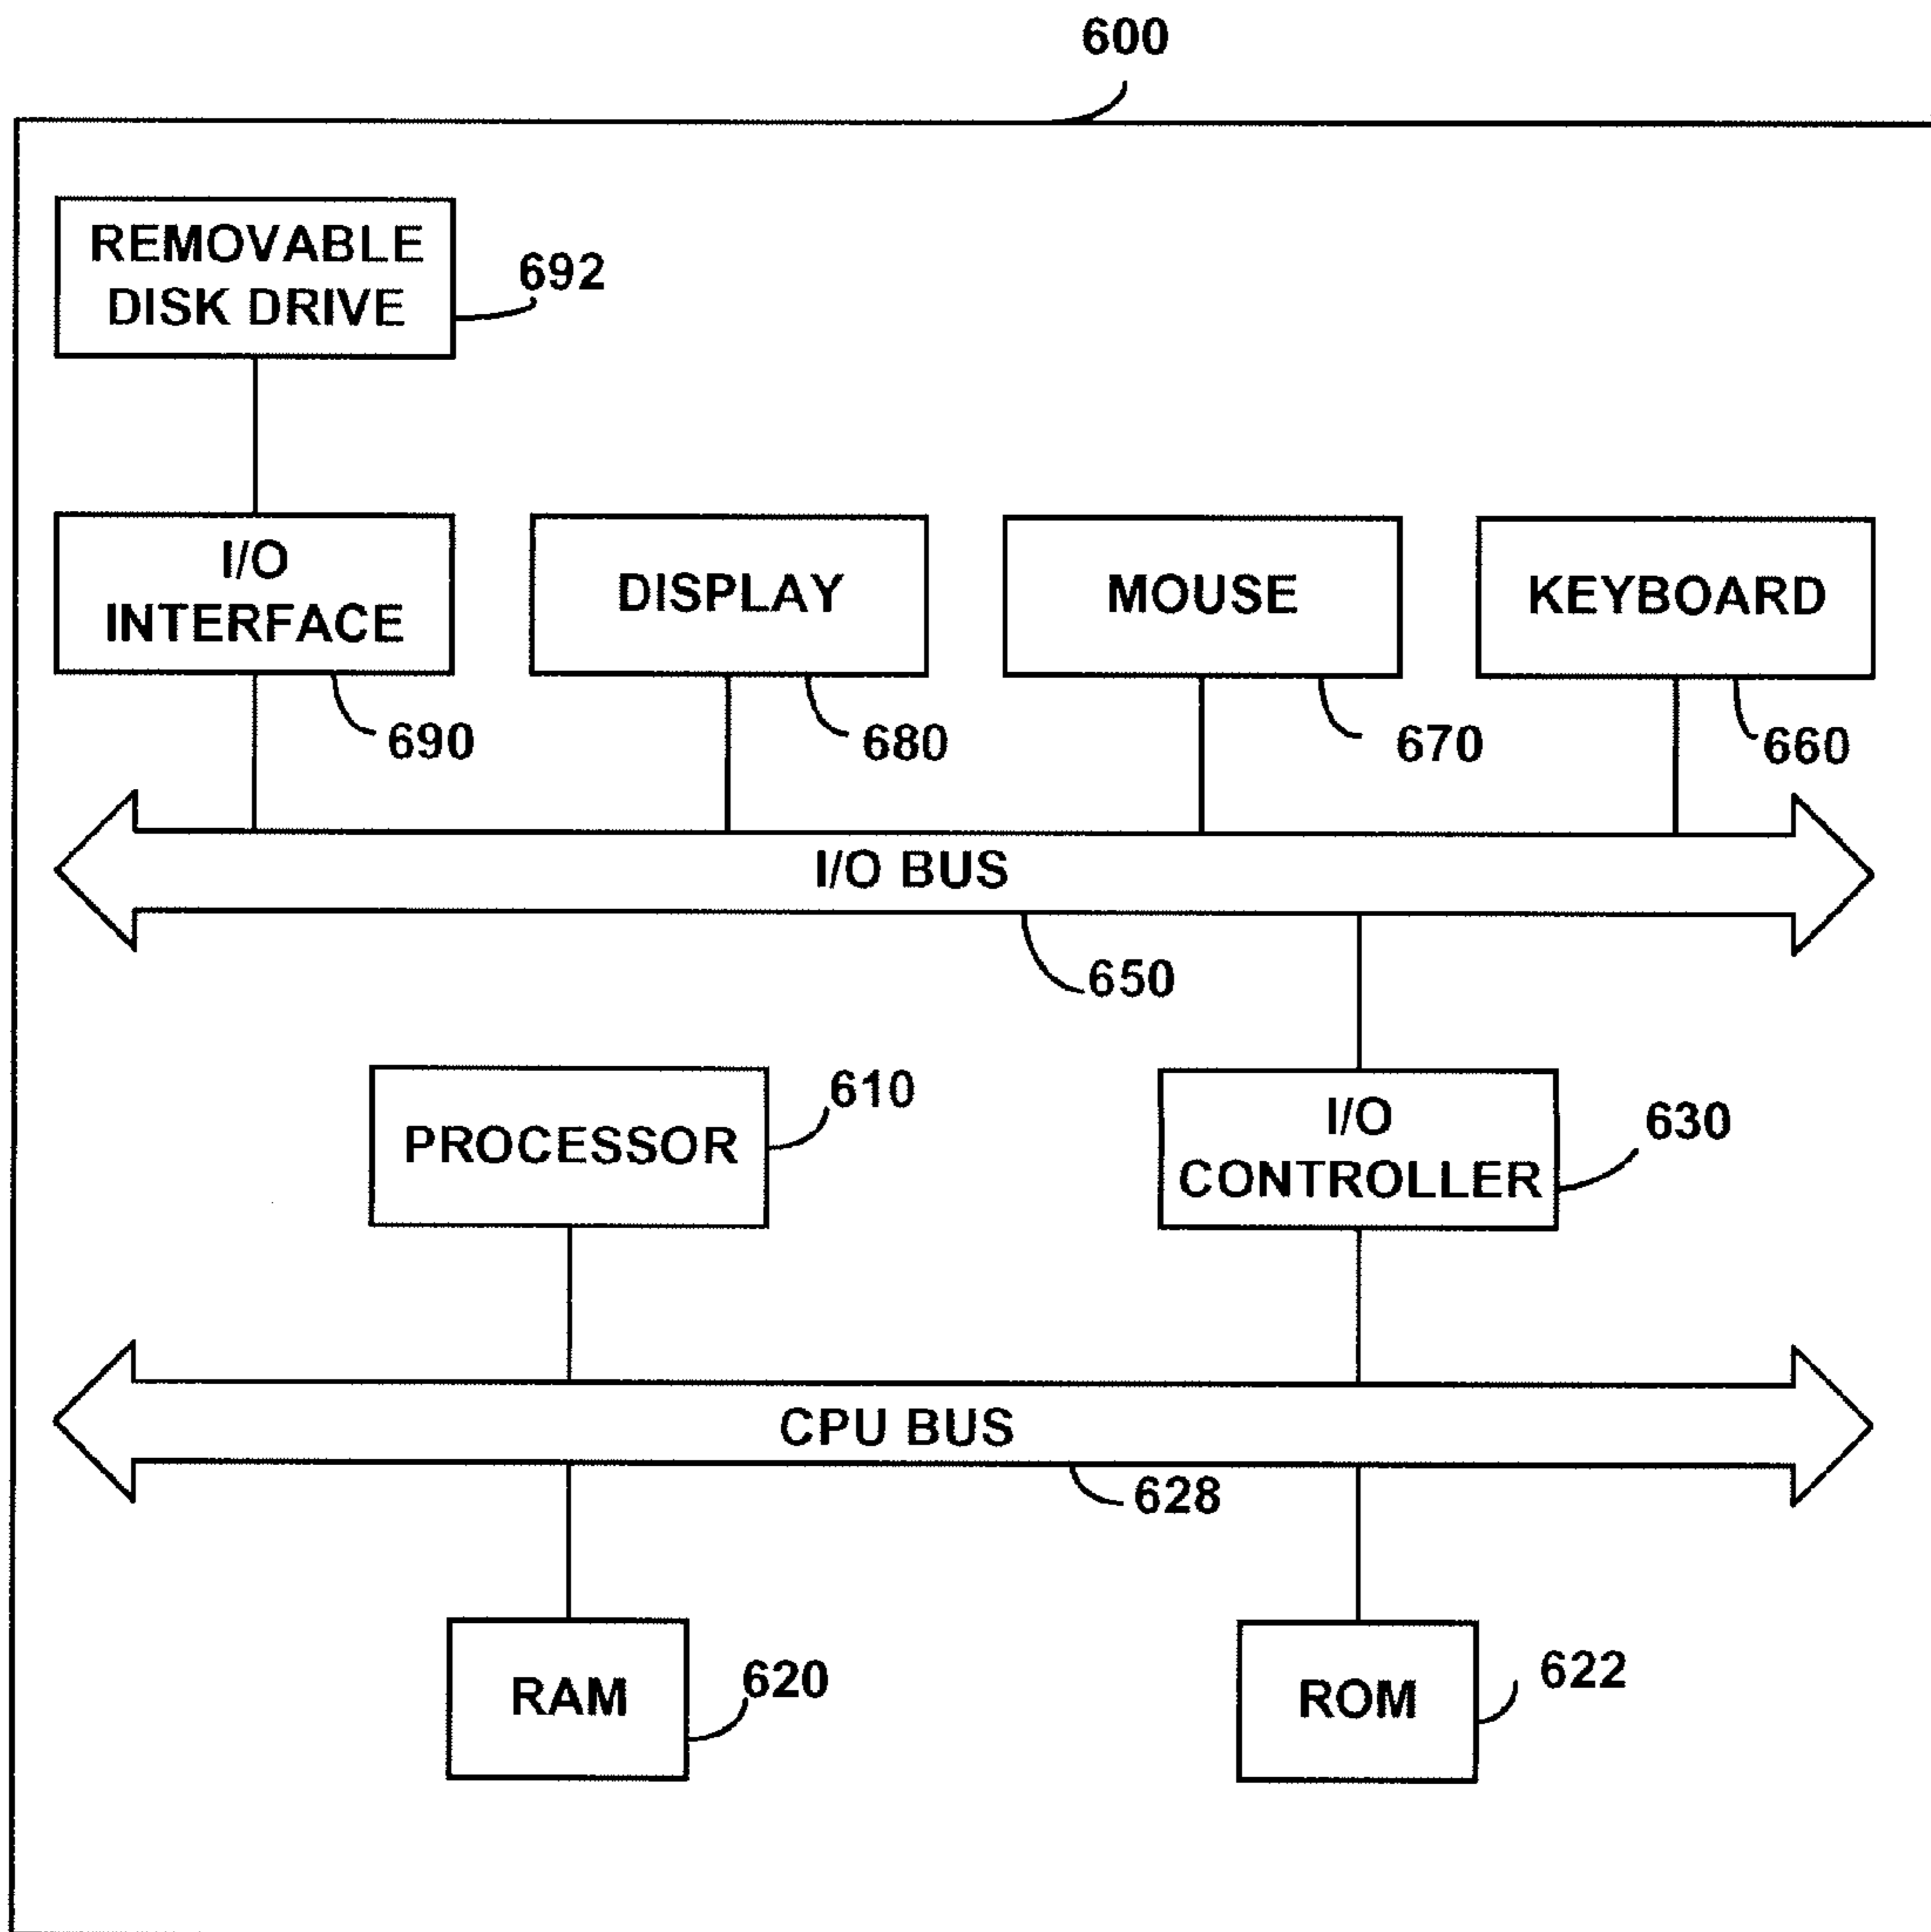 600
REMOVABLE
DISK DRIVE
692
I/O
INTERFACE
DISPLAY
MOUSE
KEYBOARD
690
680
670
660
I/O BUS
650
PROCESSOR
610
I/O
CONTROLLER
630
CPU BUS
628
RAM
620
ROM
622